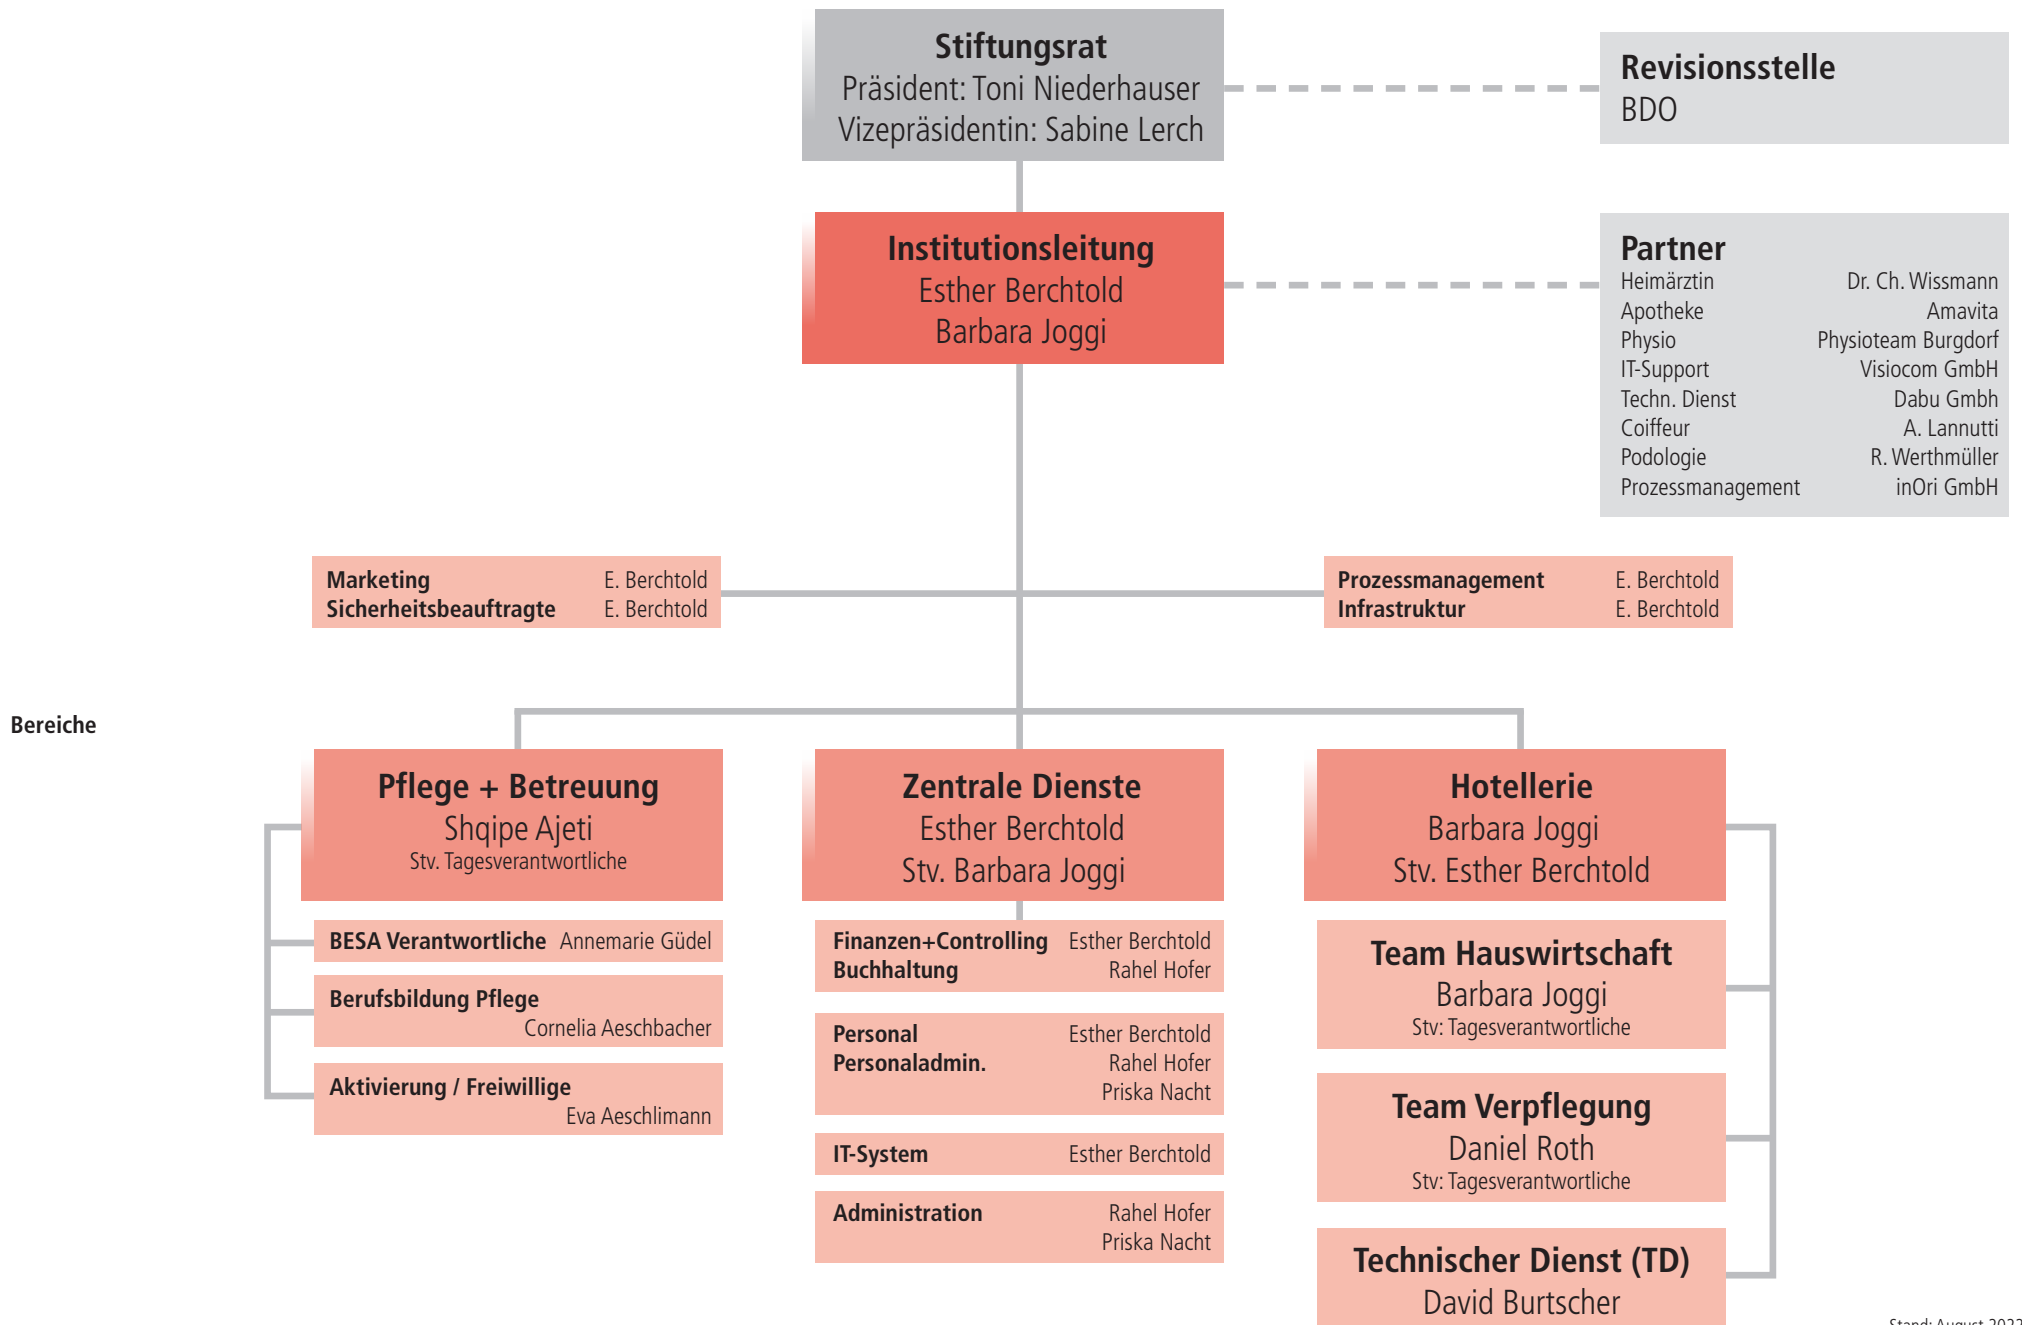 Stiftungsrat
Präsident: Toni Niederhauser
Vizepräsidentin: Sabine Lerch
Revisionsstelle
BDO
Institutionsleitung
Esther Berchtold
Barbara Joggi
Partner
Heimärztin Dr. Ch. Wissmann
Apotheke Amavita
Physio Physioteam Burgdorf
IT-Support Visiocom GmbH
Techn. Dienst Dabu Gmbh
Coiffeur A. Lannutti
Podologie R. Werthmüller
Prozessmanagement inOri GmbH
Marketing E. Berchtold
Sicherheitsbeauftragte E. Berchtold
Prozessmanagement E. Berchtold
Infrastruktur E. Berchtold
Bereiche
Pflege + Betreuung
Shqipe Ajeti
Stv. Tagesverantwortliche
BESA Verantwortliche Annemarie Güdel
Berufsbildung Pflege
Cornelia Aeschbacher
Aktivierung / Freiwillige
Eva Aeschlimann
Zentrale Dienste
Esther Berchtold
Stv. Barbara Joggi
Finanzen+Controlling Esther Berchtold
Buchhaltung Rahel Hofer
Personal Esther Berchtold
Personaladmin. Rahel Hofer
Priska Nacht
IT-System Esther Berchtold
Administration Rahel Hofer
Priska Nacht
Hotellerie
Barbara Joggi
Stv. Esther Berchtold
Team Hauswirtschaft
Barbara Joggi
Stv: Tagesverantwortliche
Team Verpflegung
Daniel Roth
Stv: Tagesverantwortliche
Technischer Dienst (TD)
David Burtscher
Stand: August